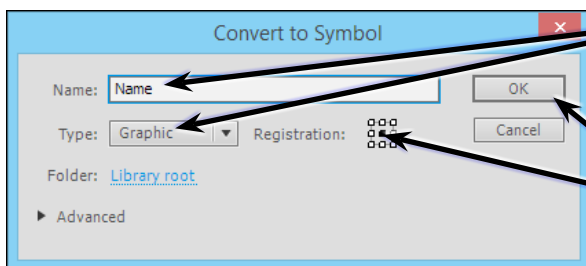 Convert to Symbol
Name: Name OK
Type: Graphic Registration: Cancel
Folder: Library root
Advanced